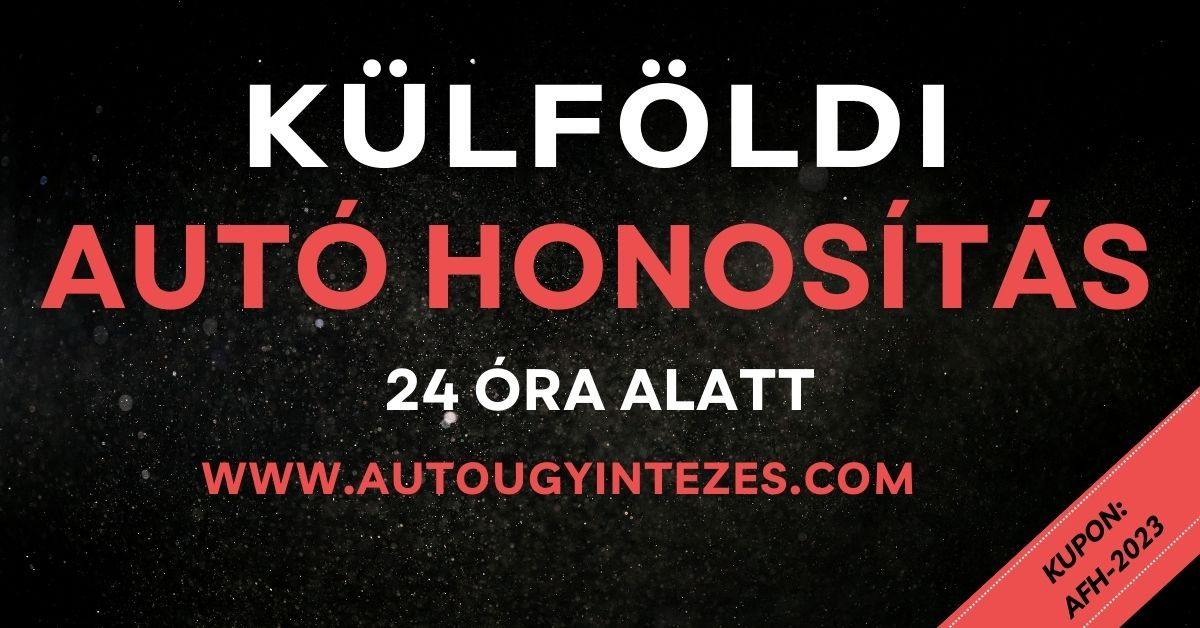 KÜLFÖLDI
AUTÓ HONOSÍTÁS
24 ÓRA ALATT
WWW.AUTOUGYINTEZES.COM
KUPON:
AFH-2023